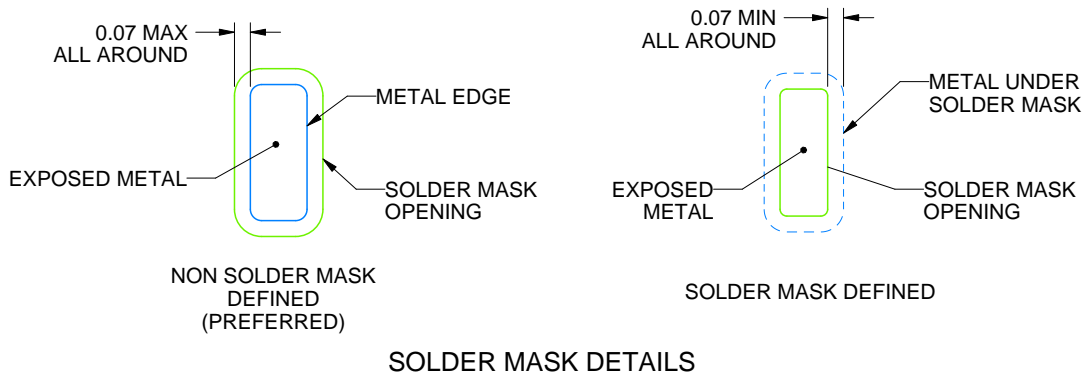 0.07 MAX
ALL AROUND
METAL EDGE
EXPOSED METAL
SOLDER MASK
OPENING
NON SOLDER MASK
DEFINED
(PREFERRED)
0.07 MIN
ALL AROUND
METAL UNDER
SOLDER MASK
EXPOSED
METAL
SOLDER MASK
OPENING
SOLDER MASK DEFINED
SOLDER MASK DETAILS